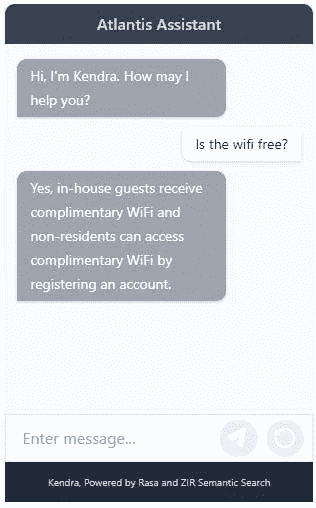 Atlantis Assistant
Hi, I'm Kendra. How may I
help you?
Is the wifi free?
Yes, in-house guests receive
complimentary WiFi and
non-residents can access
complimentary WiFi by
registering an account.
Enter message...
Kendra, Powered by Rasa and ZIR Semantic Search